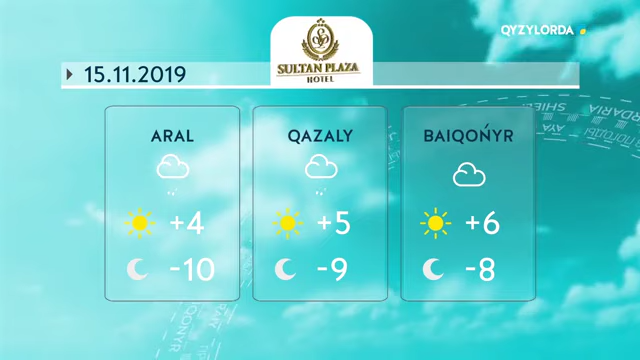 QYZYLORDA
SULTAN PLAZA
HOTEL
15.11.2019
ARAL
+4
-10
QAZALY
+5
-9
BAIQOŃYR
+6
-8